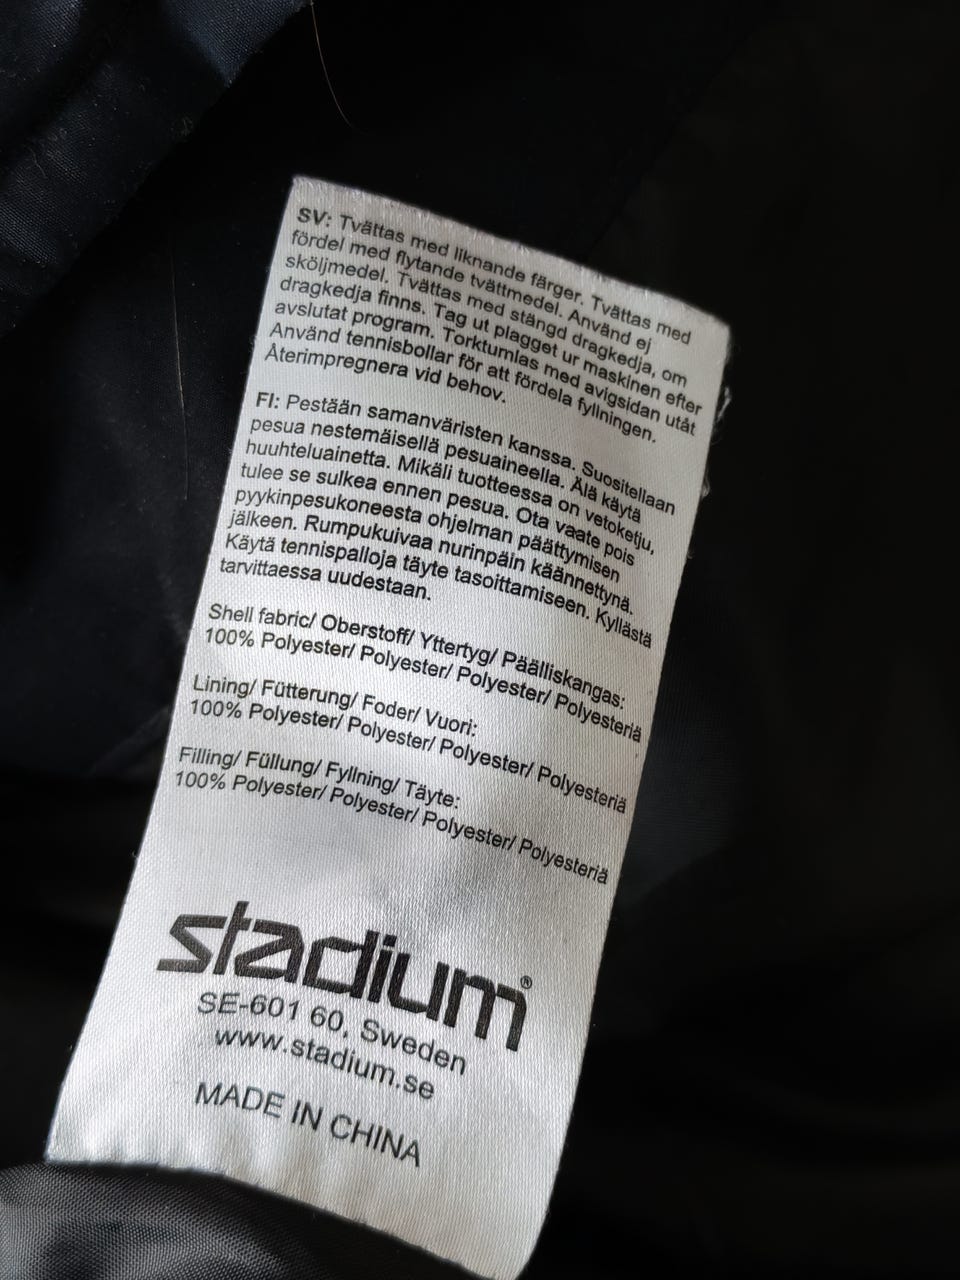 SV: Tvättas med liknande färger. Tvättas med
fördel med flytande tvättmedel. Använd ej
sköljmedel. Tvättas med stängd dragkedja, om
dragkedja finns. Tag ut plagget ur maskinen efter
avslutat program. Torktumlas med avigsidan utåt
Använd tennisbollar för att fördela fyllningen.
Återimpregnera vid behov.
FI: Pestään samanväristen kanssa. Suositellaan
pesua nestemäisellä pesuaineella. Älä käytä
huuhteluainetta. Mikäli tuotteessa on vetoketju,
tulee se sulkea ennen pesua. Ota vaate pois
pyykinpesukoneesta ohjelman päättymisen
jälkeen. Rumpukuivaa nurinpäin käännettynä.
Käytä tennispalloja täyte tasoittamiseen. Kyllästä
tarvittaessa uudestaan.
Shell fabric/ Oberstoff/ Yttertyg/ Päälliskangas:
100% Polyester/ Polyester/ Polyester/ Polyesteriä
Lining/ Fütterung/ Foder/ Vuori:
100% Polyester/ Polyester/ Polyester/ Polyesteriä
Filling/ Füllung/ Fyllning/ Täyte:
100% Polyester/ Polyester/ Polyester/ Polyesteriä
stadium®
SE-601 60, Sweden
www.stadium.se
MADE IN CHINA